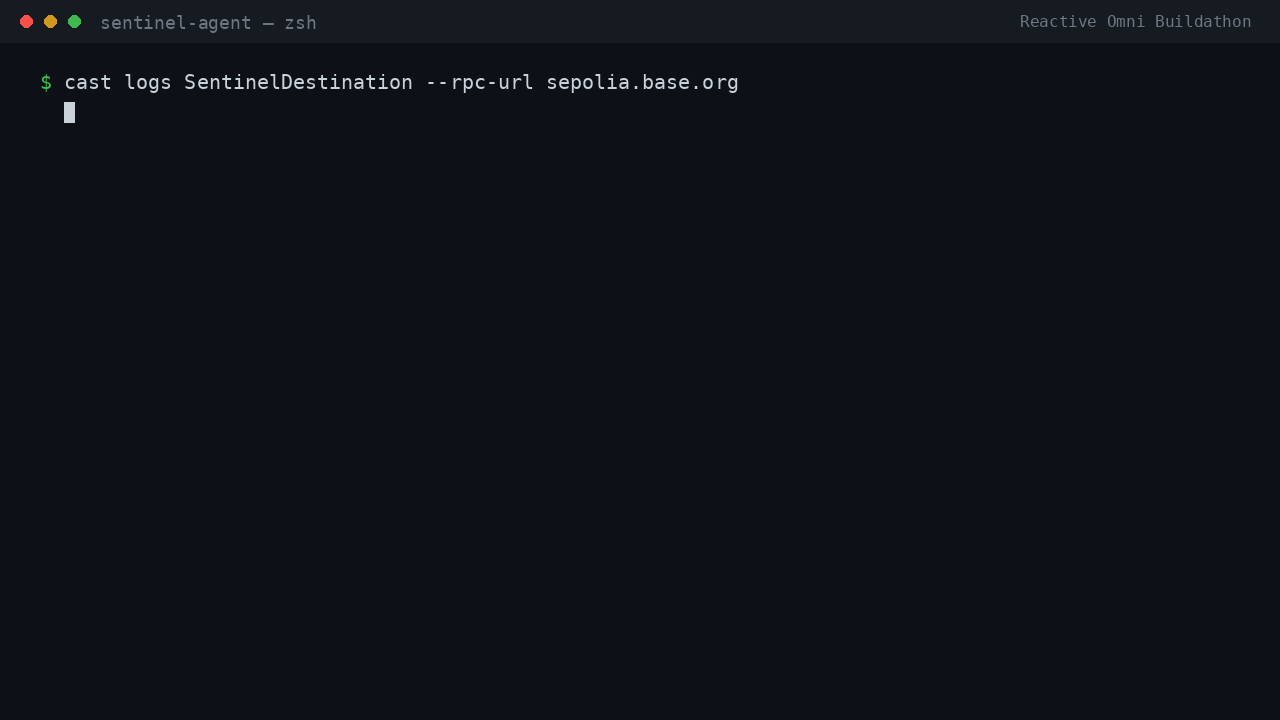 sentinel-agent — zsh
Reactive Omni Buildathon
$ cast logs SentinelDestination --rpc-url sepolia.base.org